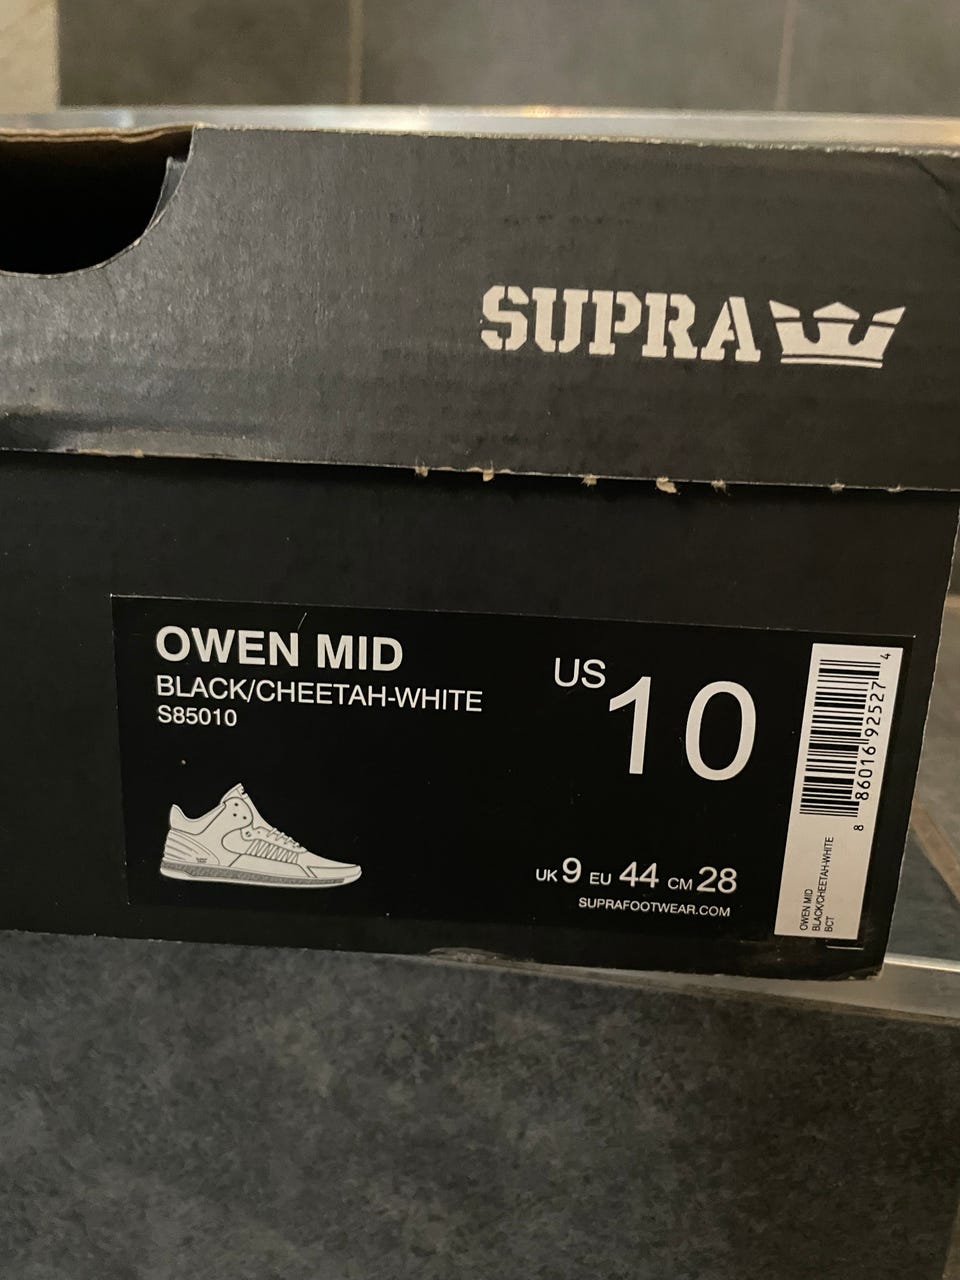 SUPRA
OWEN MID
BLACK/CHEETAH-WHITE
S85010
US 10
UK 9 EU 44 CM 28
SUPRAFOOTWEAR.COM
8 86016 92527 4
OWEN MID
BLACK/CHEETAH-WHITE
BCT